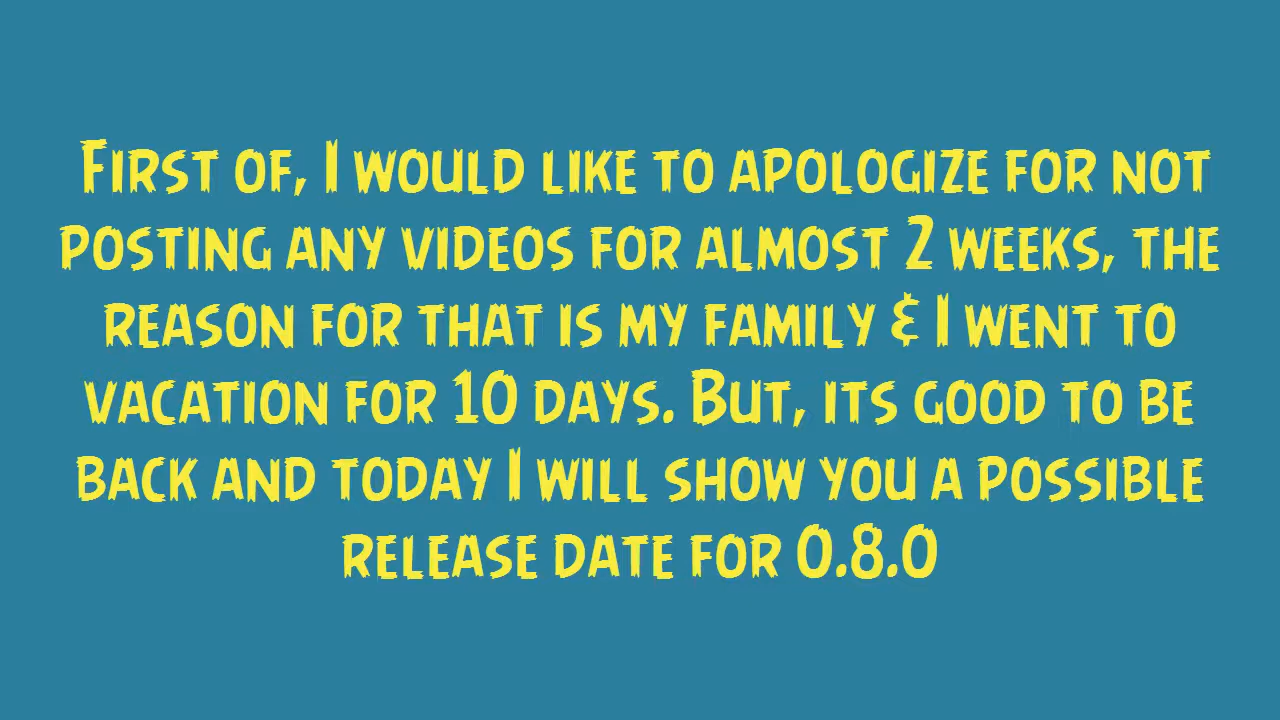 First of, I would like to apologize for not
posting any videos for almost 2 weeks, the
reason for that is my family & I went to
vacation for 10 days. But, its good to be
back and today I will show you a possible
release date for 0.8.0